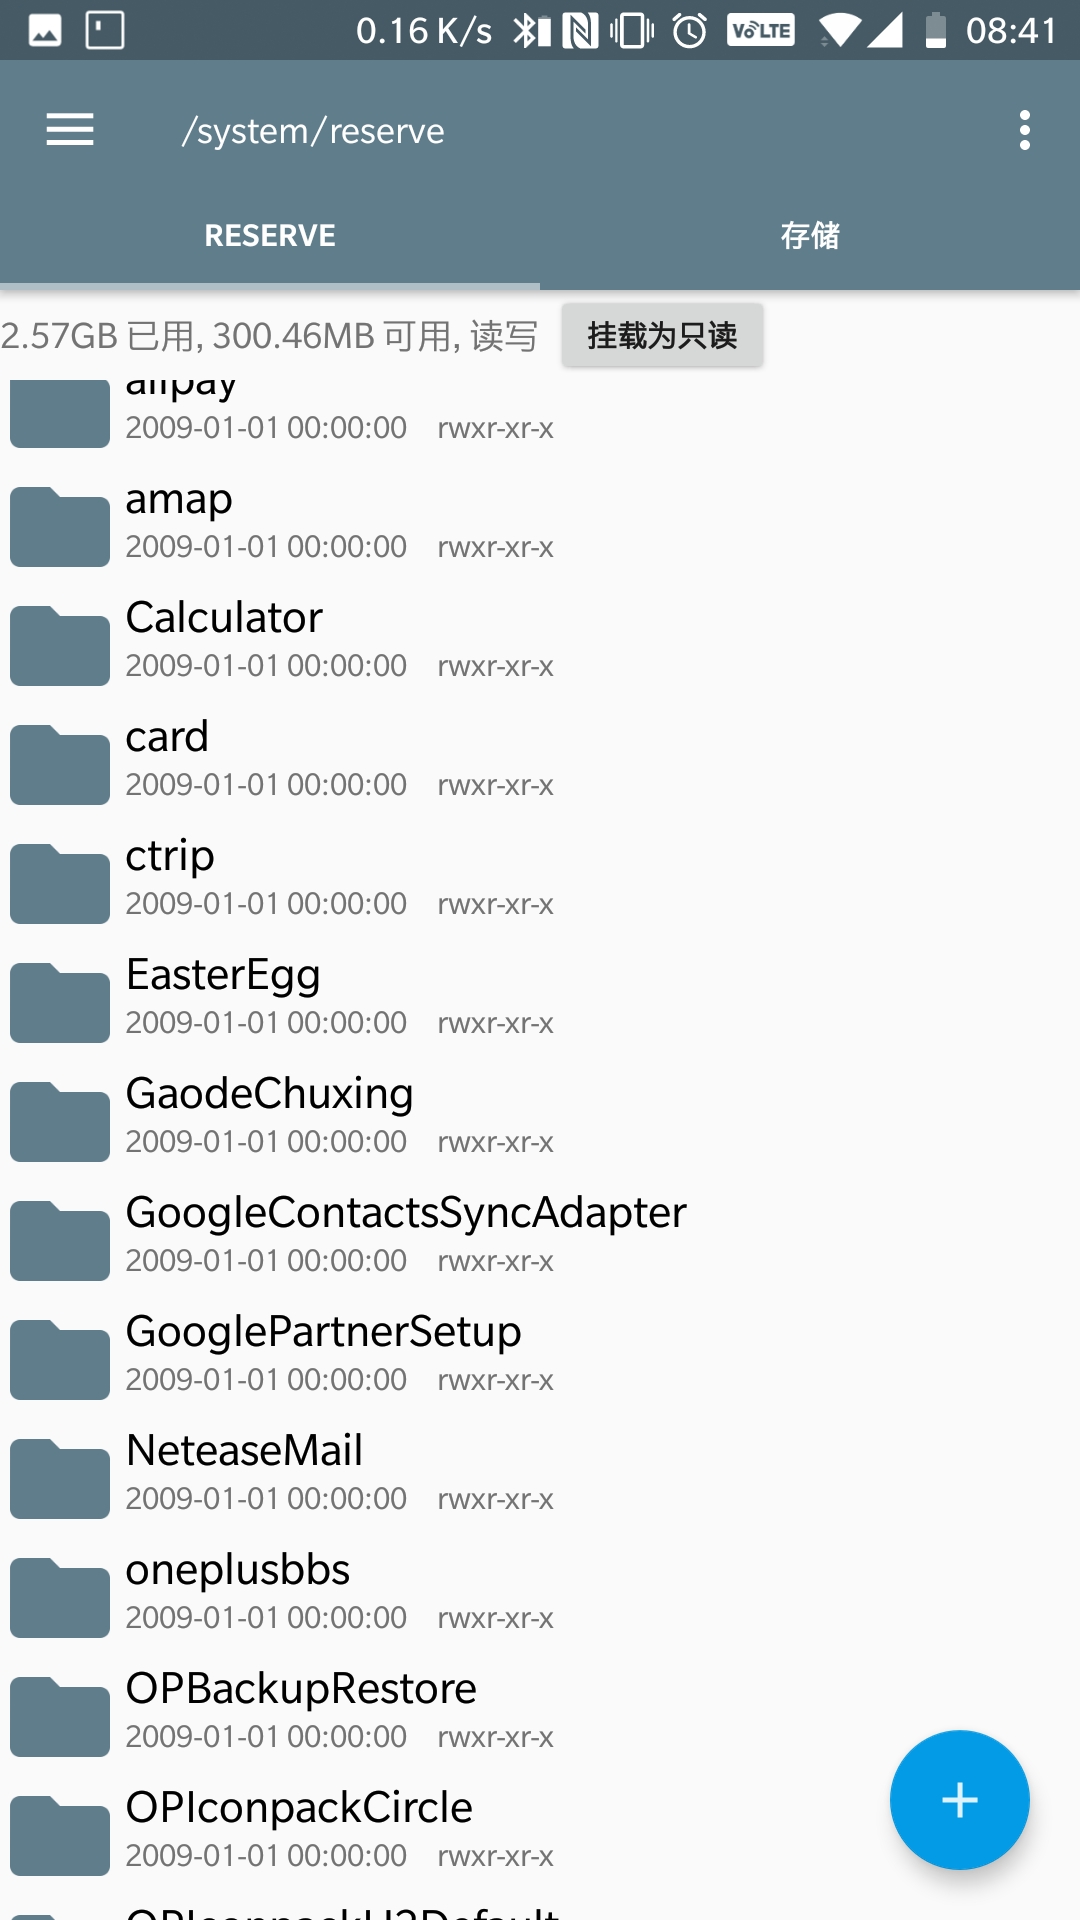 0.16 K/s VoLTE 08:41
/system/reserve
RESERVE 存储
2.57GB 已用, 300.46MB 可用, 读写 挂载为只读
alipay
2009-01-01 00:00:00 rwxr-xr-x
amap
2009-01-01 00:00:00 rwxr-xr-x
Calculator
2009-01-01 00:00:00 rwxr-xr-x
card
2009-01-01 00:00:00 rwxr-xr-x
ctrip
2009-01-01 00:00:00 rwxr-xr-x
EasterEgg
2009-01-01 00:00:00 rwxr-xr-x
GaodeChuxing
2009-01-01 00:00:00 rwxr-xr-x
GoogleContactsSyncAdapter
2009-01-01 00:00:00 rwxr-xr-x
GooglePartnerSetup
2009-01-01 00:00:00 rwxr-xr-x
NeteaseMail
2009-01-01 00:00:00 rwxr-xr-x
oneplusbbs
2009-01-01 00:00:00 rwxr-xr-x
OPBackupRestore
2009-01-01 00:00:00 rwxr-xr-x
OPIconpackCircle
2009-01-01 00:00:00 rwxr-xr-x
OPIconpackH2Default